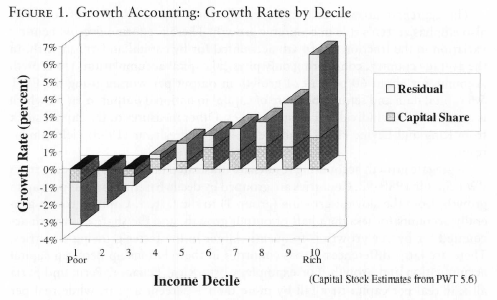 FIGURE 1. Growth Accounting: Growth Rates by Decile
Growth Rate (percent)
7%
6%
5%
4%
3%
2%
1%
0%
-1%
-2%
-3%
-4%
1 2 3 4 5 6 7 8 9 10
Poor Rich
Income Decile
Residual
Capital Share
(Capital Stock Estimates from PWT 5.6)